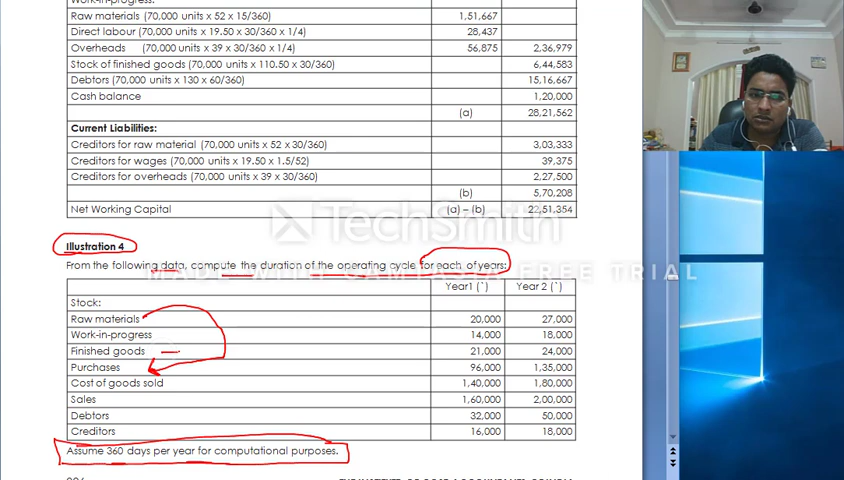 Work-in-progress:
Raw materials (70,000 units x 52 x 15/360) 1,51,667
Direct labour (70,000 units x 19.50 x 30/360 x 1/4) 28,437
Overheads (70,000 units x 39 x 30/360 x 1/4) 56,875 2,36,979
Stock of finished goods (70,000 units x 110.50 x 30/360) 6,44,583
Debtors (70,000 units x 130 x 60/360) 15,16,667
Cash balance 1,20,000
(a) 28,21,562
Current Liabilities:
Creditors for raw material (70,000 units x 52 x 30/360) 3,03,333
Creditors for wages (70,000 units x 19.50 x 1.5/52) 39,375
Creditors for overheads (70,000 units x 39 x 30/360) 2,27,500
(b) 5,70,208
Net Working Capital (a) – (b) 22,51,354
TechSmith
Illustration 4
From the following data, compute the duration of the operating cycle for each of years:
MADE WITH CAMTASIA FREE TRIAL
Year1 (`) Year 2 (`)
Stock:
Raw materials 20,000 27,000
Work-in-progress 14,000 18,000
Finished goods 21,000 24,000
Purchases 96,000 1,35,000
Cost of goods sold 1,40,000 1,80,000
Sales 1,60,000 2,00,000
Debtors 32,000 50,000
Creditors 16,000 18,000
Assume 360 days per year for computational purposes.